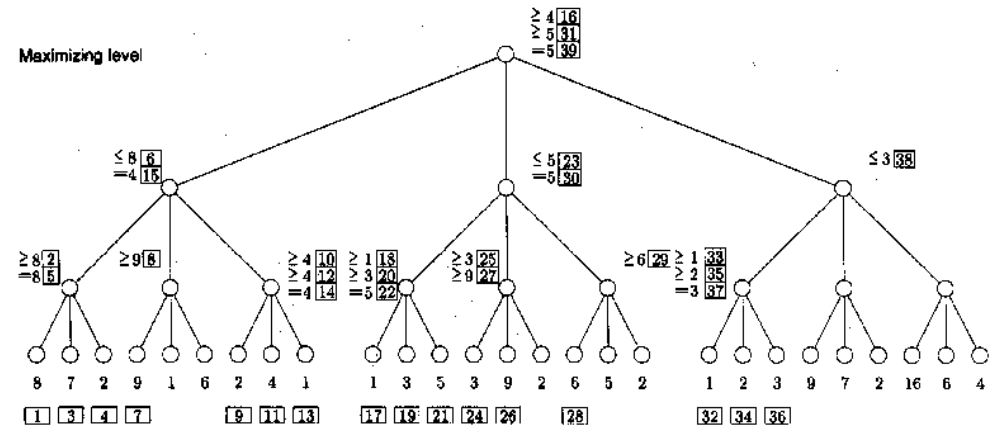 ≥ 4 16
≥ 5 31
=5 39
Maximizing level
≤ 8 6
=4 15
≤ 5 23
=5 30
≤ 3 38
≥8 2
=8 5
≥9 8
≥ 4 10
≥ 4 12
=4 14
≥ 1 18
≥ 3 20
=5 22
≥ 3 25
≥ 9 27
≥6 29
≥ 1 33
≥ 2 35
=3 37
8 7 2 9 1 6 2 4 1 1 3 5 3 9 2 6 5 2 1 2 3 9 7 2 16 6 4
1 3 4 7 9 11 13 17 19 21 24 26 28 32 34 36